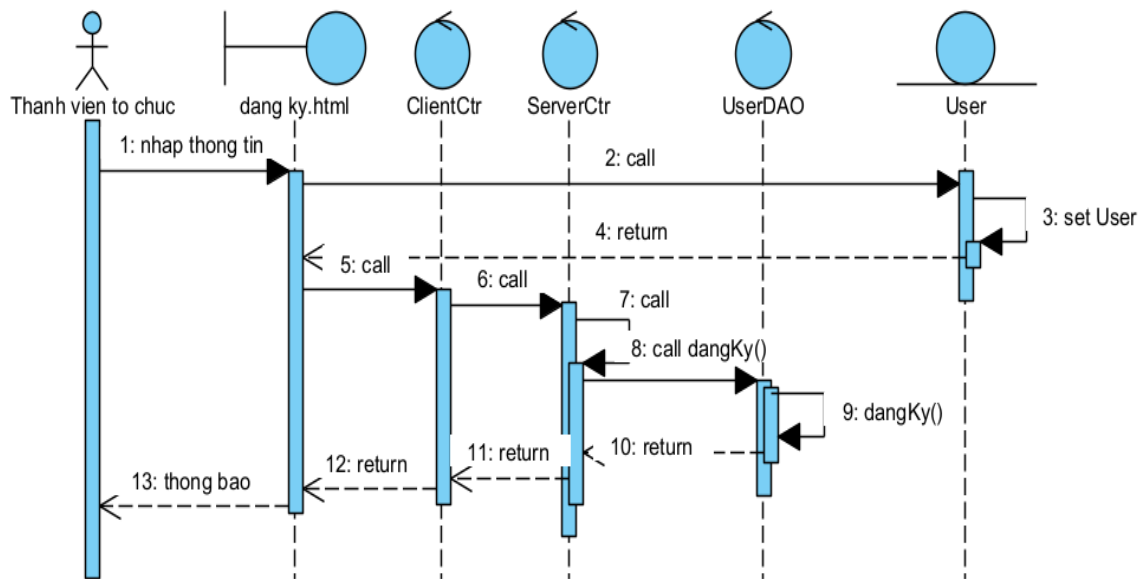 Thanh vien to chuc
dang ky.html
ClientCtr
ServerCtr
UserDAO
User
1: nhap thong tin
2: call
3: set User
4: return
5: call
6: call
7: call
8: call dangKy()
9: dangKy()
10: return
11: return
12: return
13: thong bao